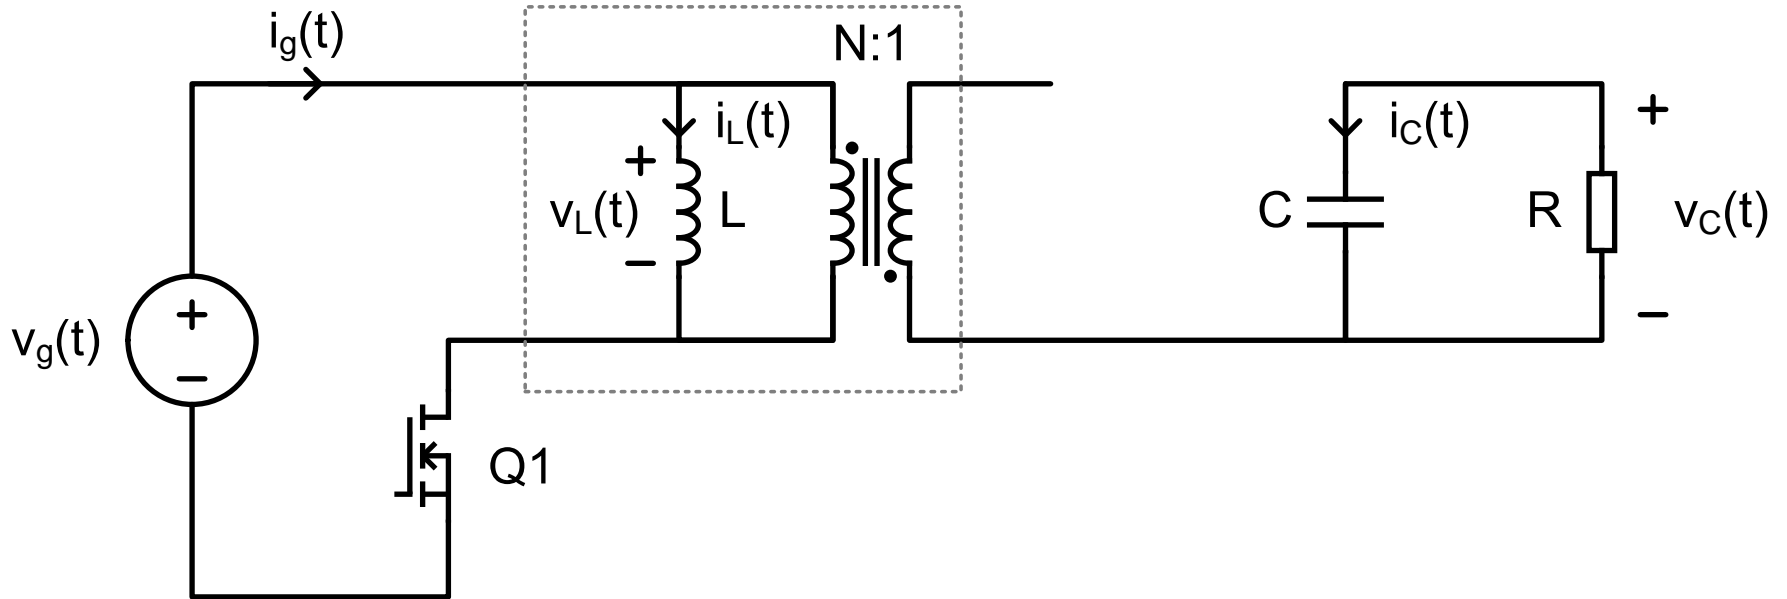 i_g(t)
N:1
i_L(t)
i_C(t)
+
+
v_L(t)
L
C
R
v_C(t)
−
+
v_g(t)
−
−
Q1